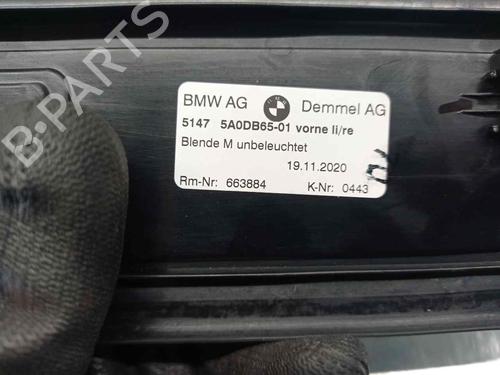 B-PARTS
BMW AG Demmel AG
5147 5A0DB65-01 vorne li/re
Blende M unbeleuchtet
19.11.2020
Rm-Nr: 663884 K-Nr: 0443